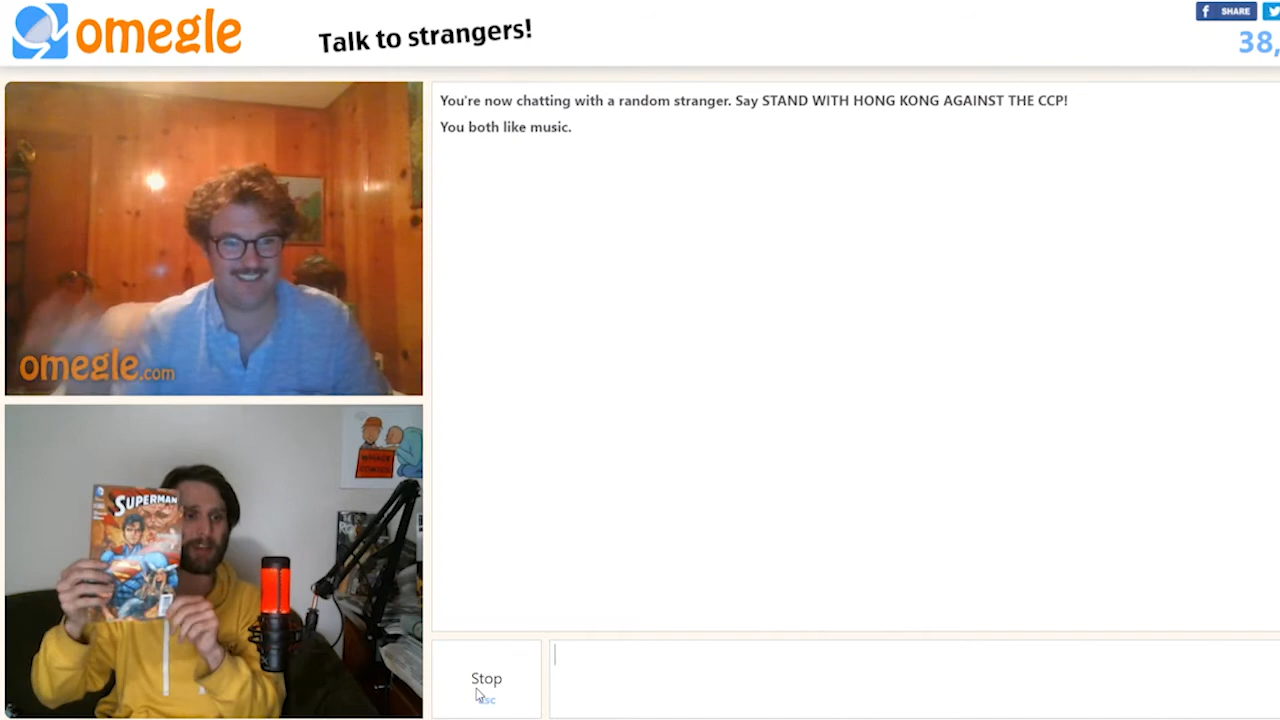 omegle
Talk to strangers!
SHARE
38,
You're now chatting with a random stranger. Say STAND WITH HONG KONG AGAINST THE CCP!
You both like music.
omegle.com
SUPERMAN
Stop